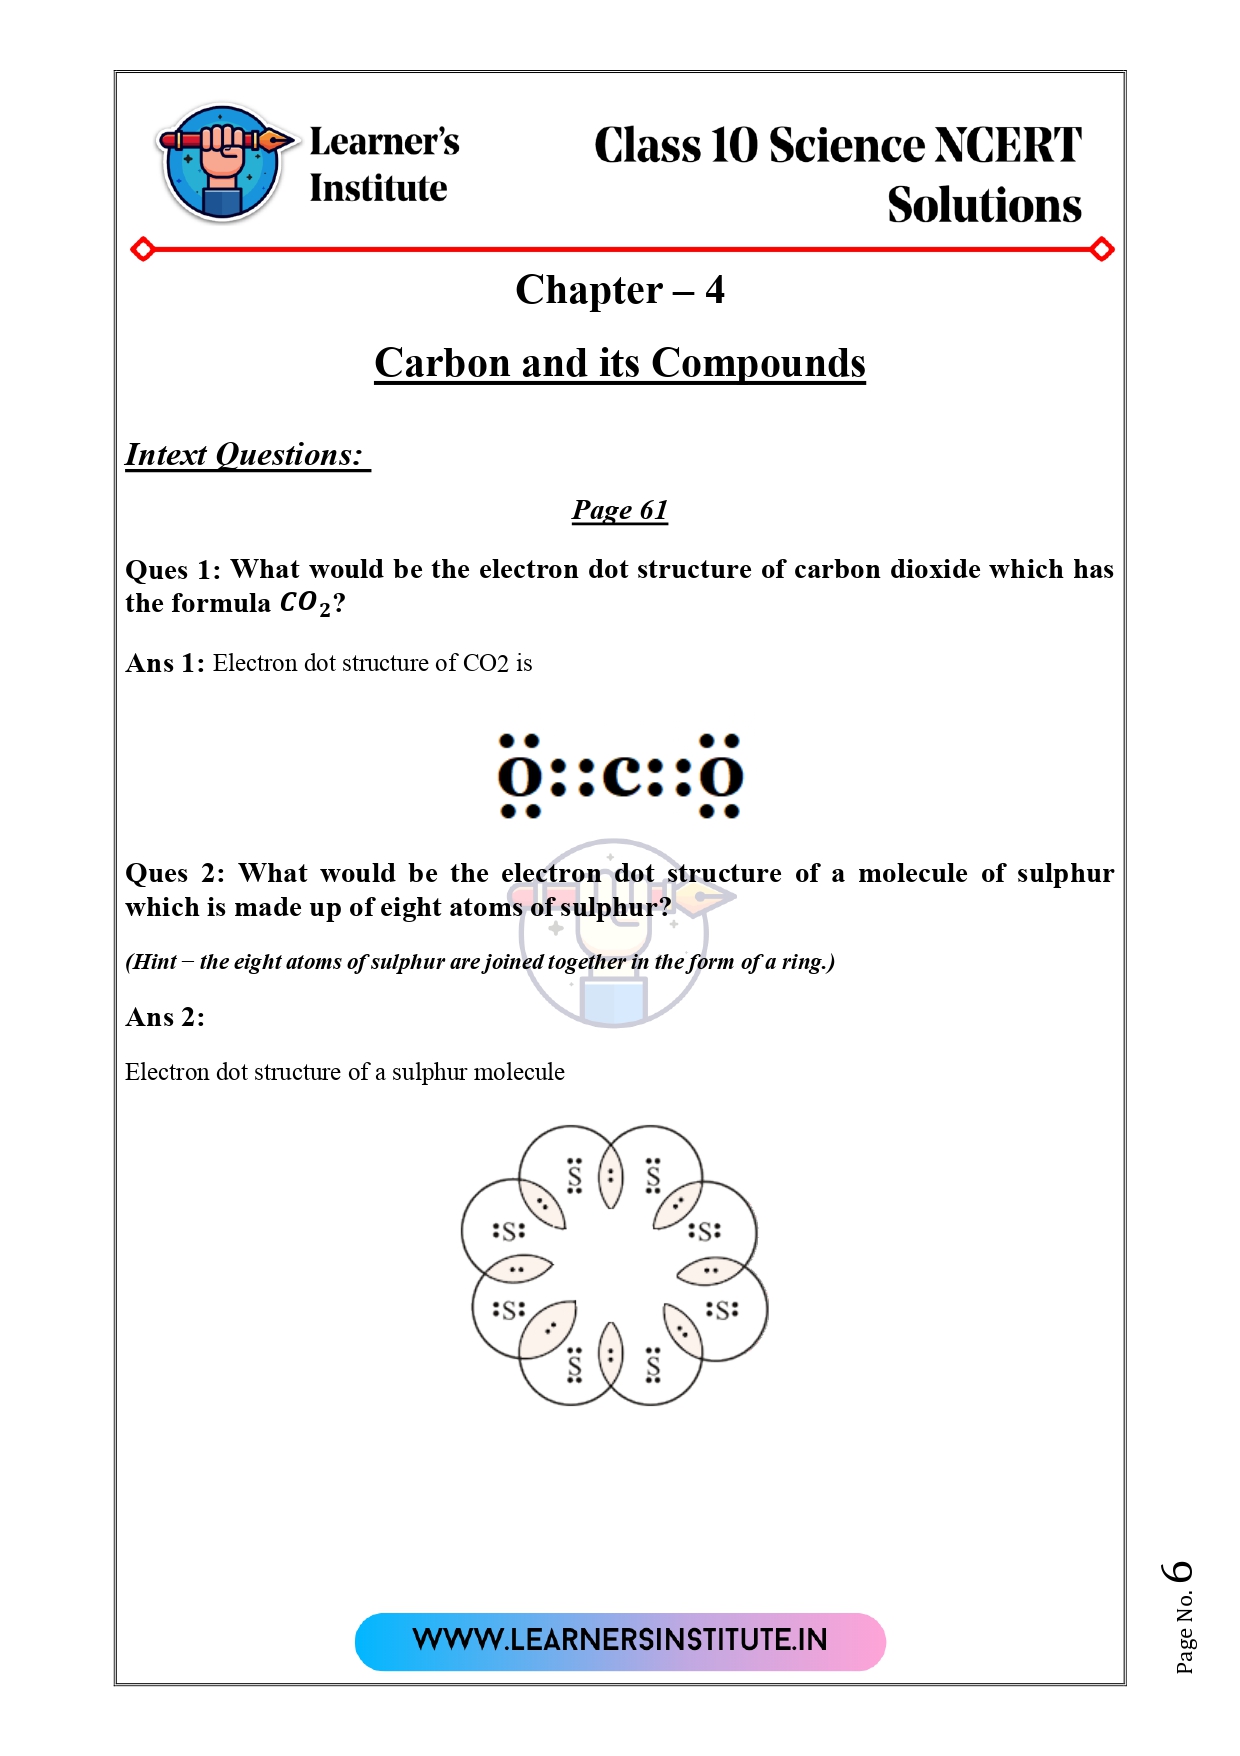 Learner's
Institute
Class 10 Science NCERT
Solutions
Chapter – 4
Carbon and its Compounds
Intext Questions:
Page 61
Ques 1: What would be the electron dot structure of carbon dioxide which has
the formula CO₂?
Ans 1: Electron dot structure of CO2 is
O::C::O
Ques 2: What would be the electron dot structure of a molecule of sulphur
which is made up of eight atoms of sulphur?
(Hint – the eight atoms of sulphur are joined together in the form of a ring.)
Ans 2:
Electron dot structure of a sulphur molecule
S : S
:S: :S:
:S: :S:
S : S
WWW.LEARNERSINSTITUTE.IN
Page No. 6